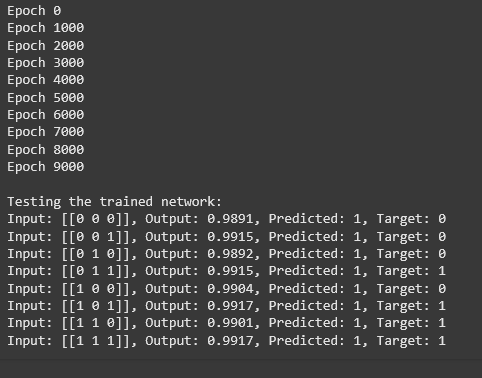 Epoch 0
Epoch 1000
Epoch 2000
Epoch 3000
Epoch 4000
Epoch 5000
Epoch 6000
Epoch 7000
Epoch 8000
Epoch 9000
Testing the trained network:
Input: [[0 0 0]], Output: 0.9891, Predicted: 1, Target: 0
Input: [[0 0 1]], Output: 0.9915, Predicted: 1, Target: 0
Input: [[0 1 0]], Output: 0.9892, Predicted: 1, Target: 0
Input: [[0 1 1]], Output: 0.9915, Predicted: 1, Target: 1
Input: [[1 0 0]], Output: 0.9904, Predicted: 1, Target: 0
Input: [[1 0 1]], Output: 0.9917, Predicted: 1, Target: 1
Input: [[1 1 0]], Output: 0.9901, Predicted: 1, Target: 1
Input: [[1 1 1]], Output: 0.9917, Predicted: 1, Target: 1